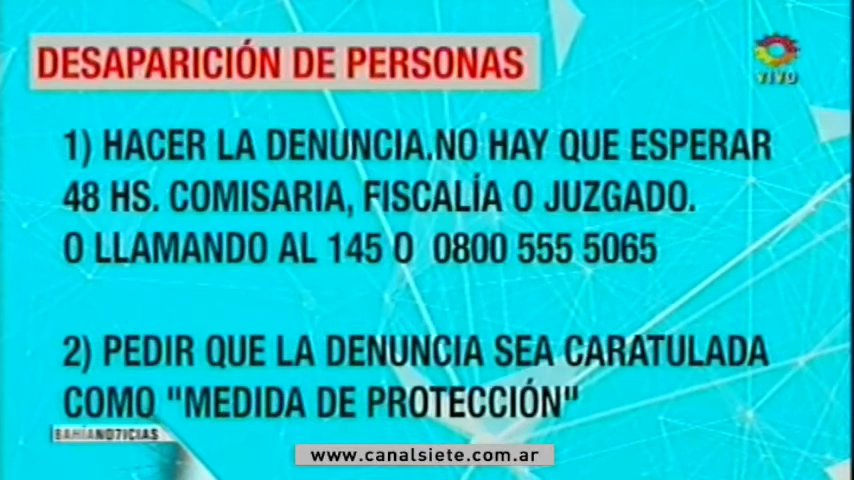 DESAPARICIÓN DE PERSONAS
VIVO
1) HACER LA DENUNCIA.NO HAY QUE ESPERAR
48 HS. COMISARIA, FISCALÍA O JUZGADO.
O LLAMANDO AL 145 O 0800 555 5065
2) PEDIR QUE LA DENUNCIA SEA CARATULADA
COMO "MEDIDA DE PROTECCIÓN"
BAHÍANOTICIAS
www.canalsiete.com.ar